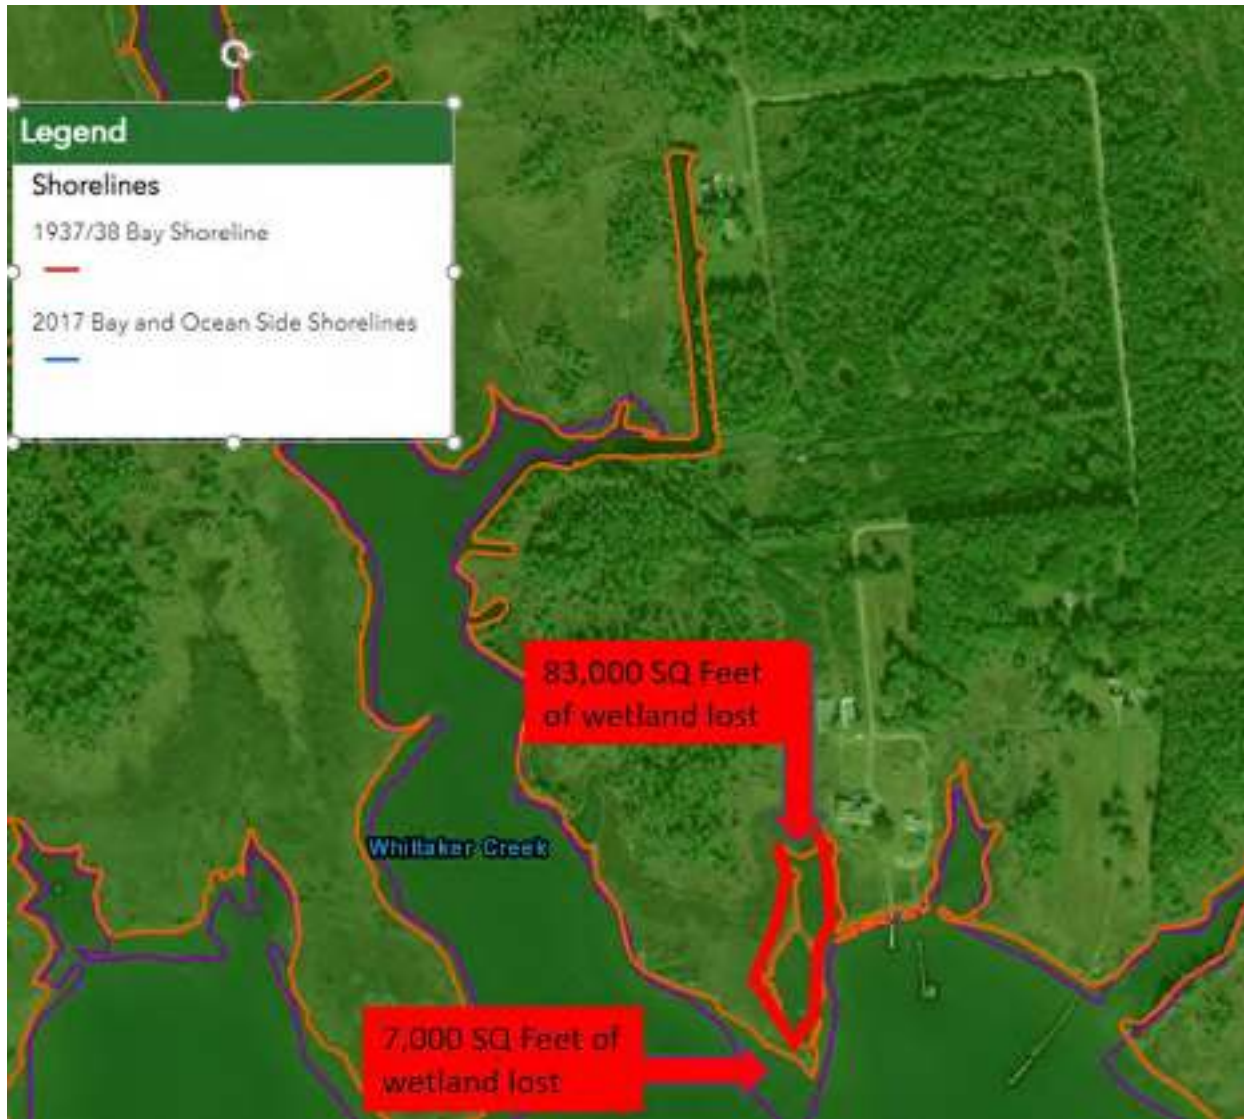 Legend
Shorelines
1937/38 Bay Shoreline
2017 Bay and Ocean Side Shorelines
83,000 SQ Feet
of wetland lost
Whittaker Creek
7,000 SQ Feet of
wetland lost